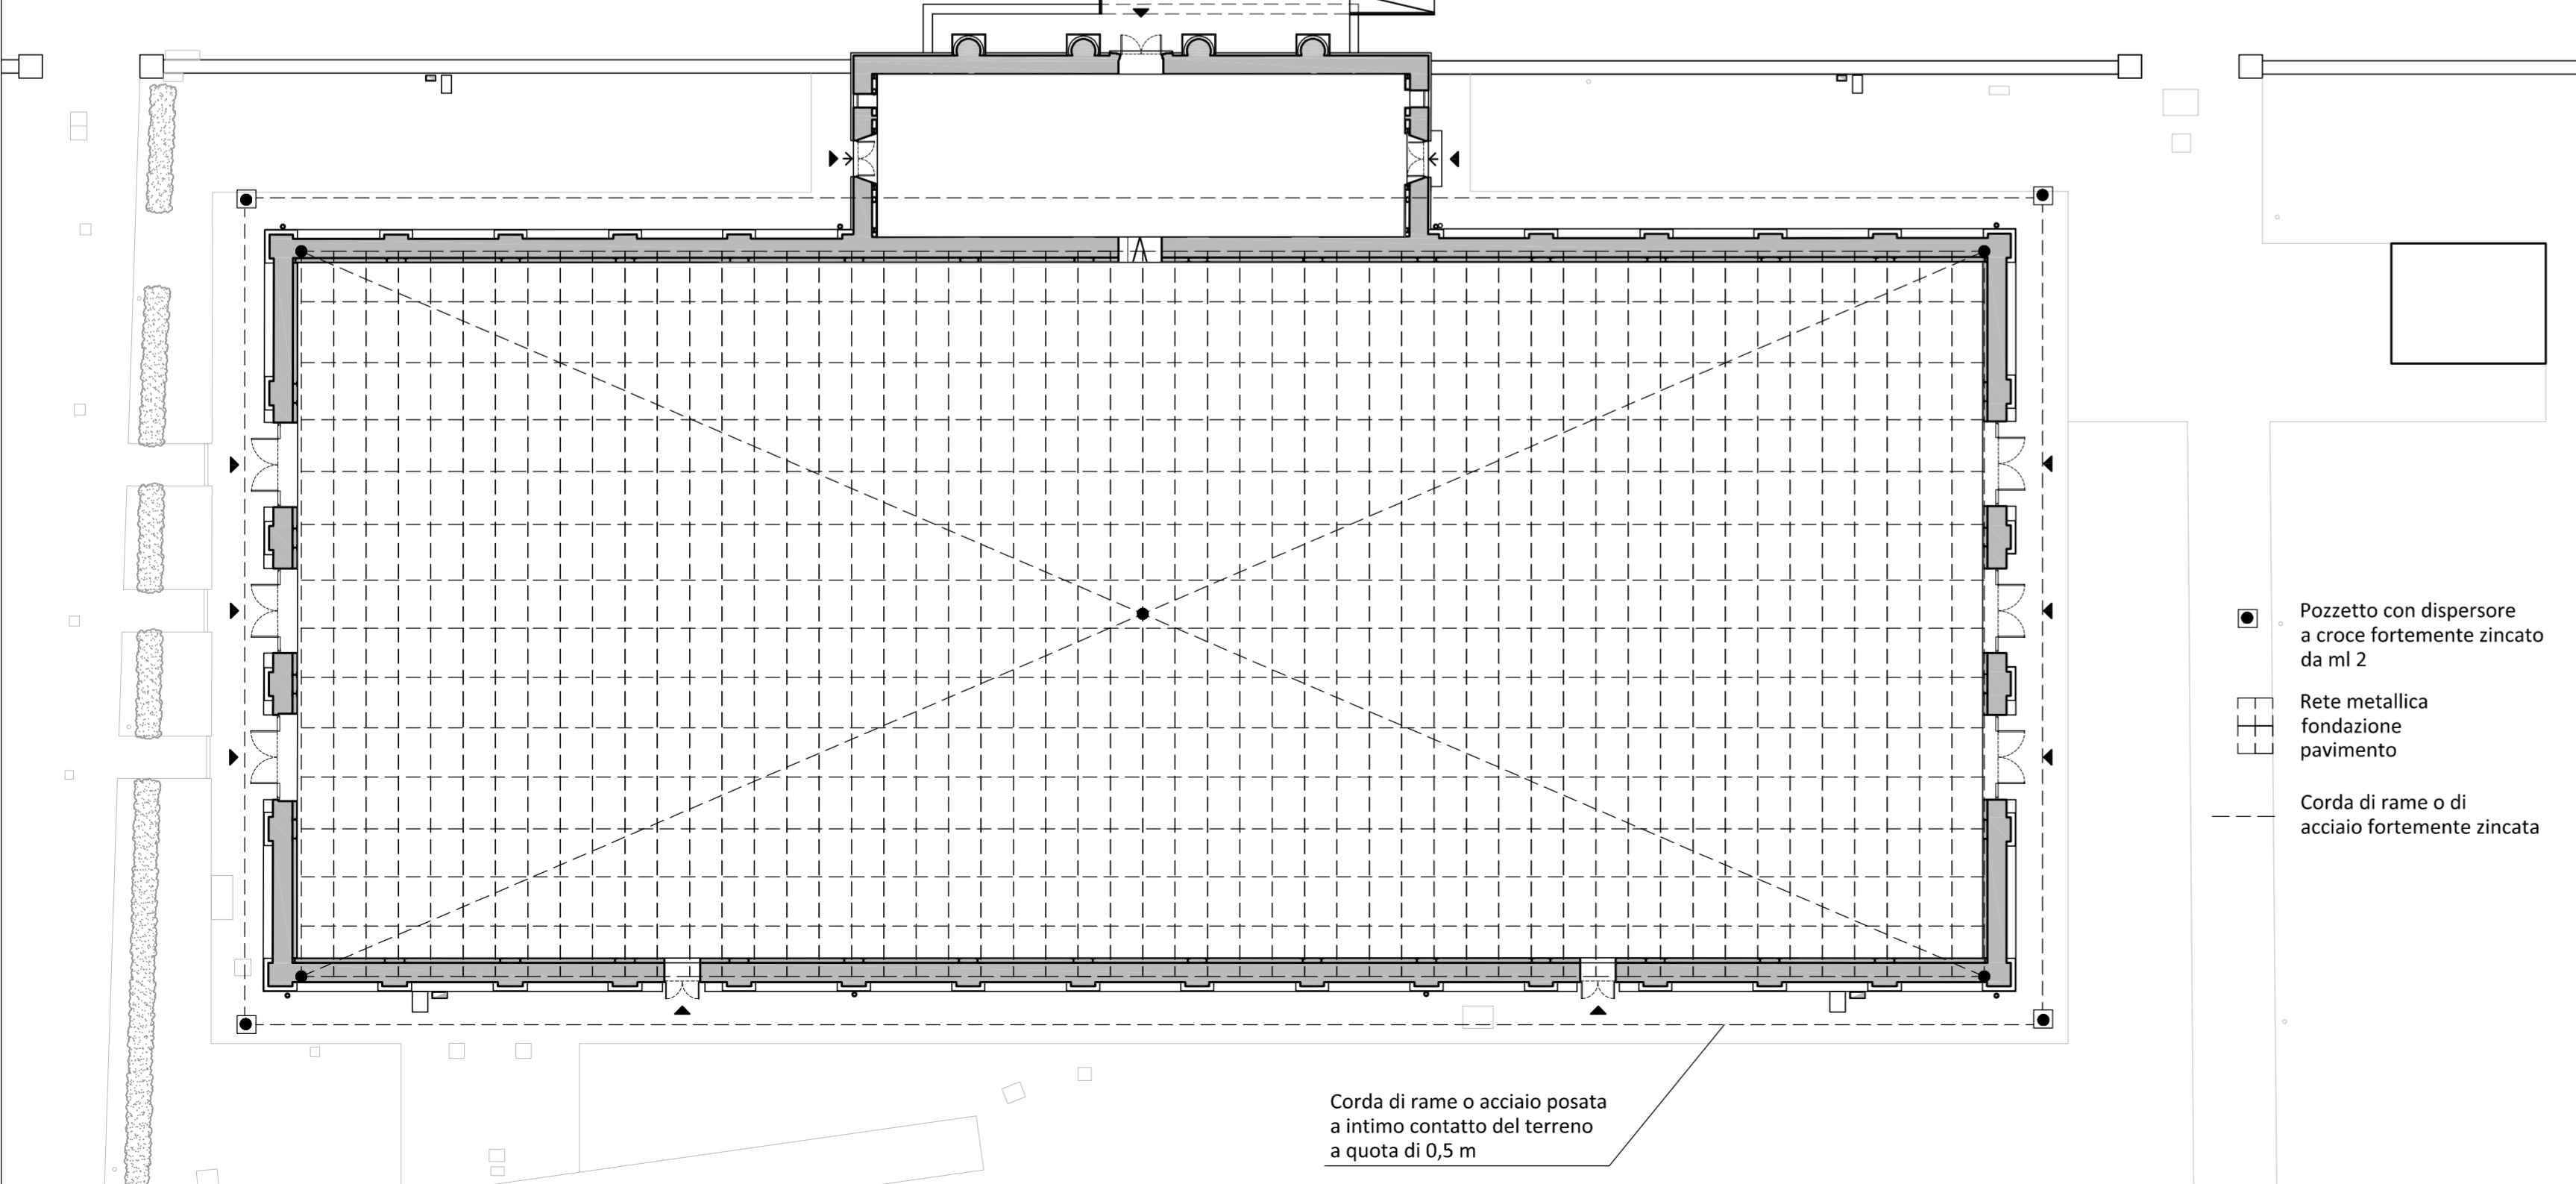 Pozzetto con dispersore
a croce fortemente zincato
da ml 2
Rete metallica
fondazione
pavimento
Corda di rame o di
acciaio fortemente zincata
Corda di rame o acciaio posata
a intimo contatto del terreno
a quota di 0,5 m